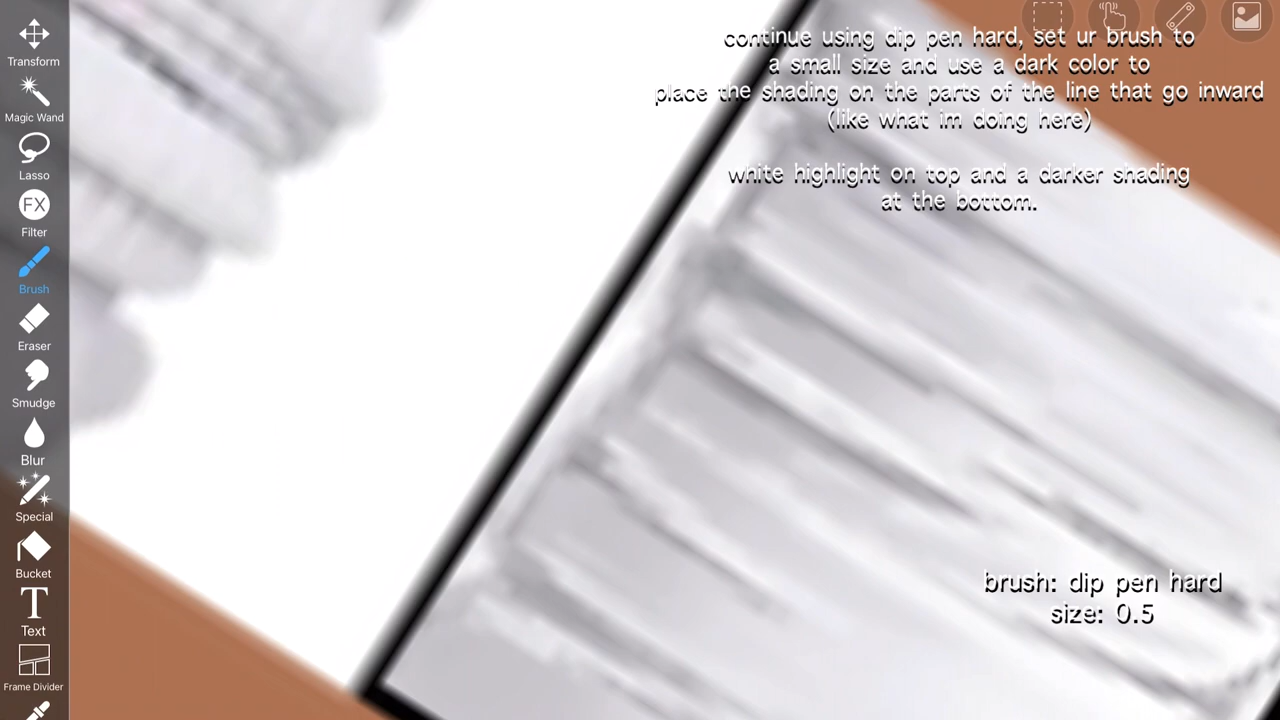 Transform
Magic Wand
Lasso
FX
Filter
Brush
Eraser
Smudge
Blur
Special
Bucket
T
Text
Frame Divider
continue using dip pen hard, set ur brush to
a small size and use a dark color to
place the shading on the parts of the line that go inward
(like what im doing here)
white highlight on top and a darker shading
at the bottom.
brush: dip pen hard
size: 0.5